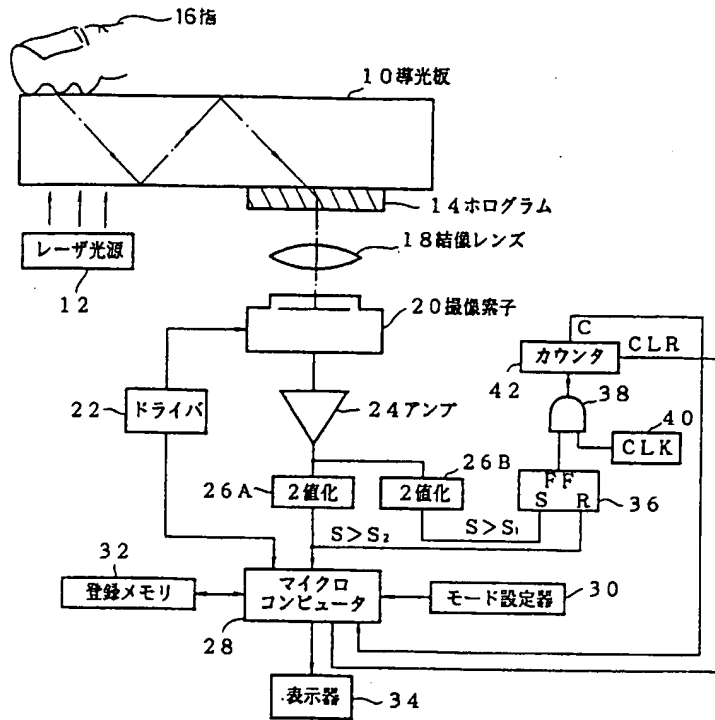 16指
10導光板
14ホログラム
レーザ光源
12
18結像レンズ
20撮像素子
C
カウンタ
CLR
42
38
22
ドライバ
24アンプ
40
CLK
26B
26A
2値化
2値化
FF
S R
36
S>S₂
S>S₁
32
登録メモリ
マイクロ
コンピュータ
モード設定器
30
28
表示器
34